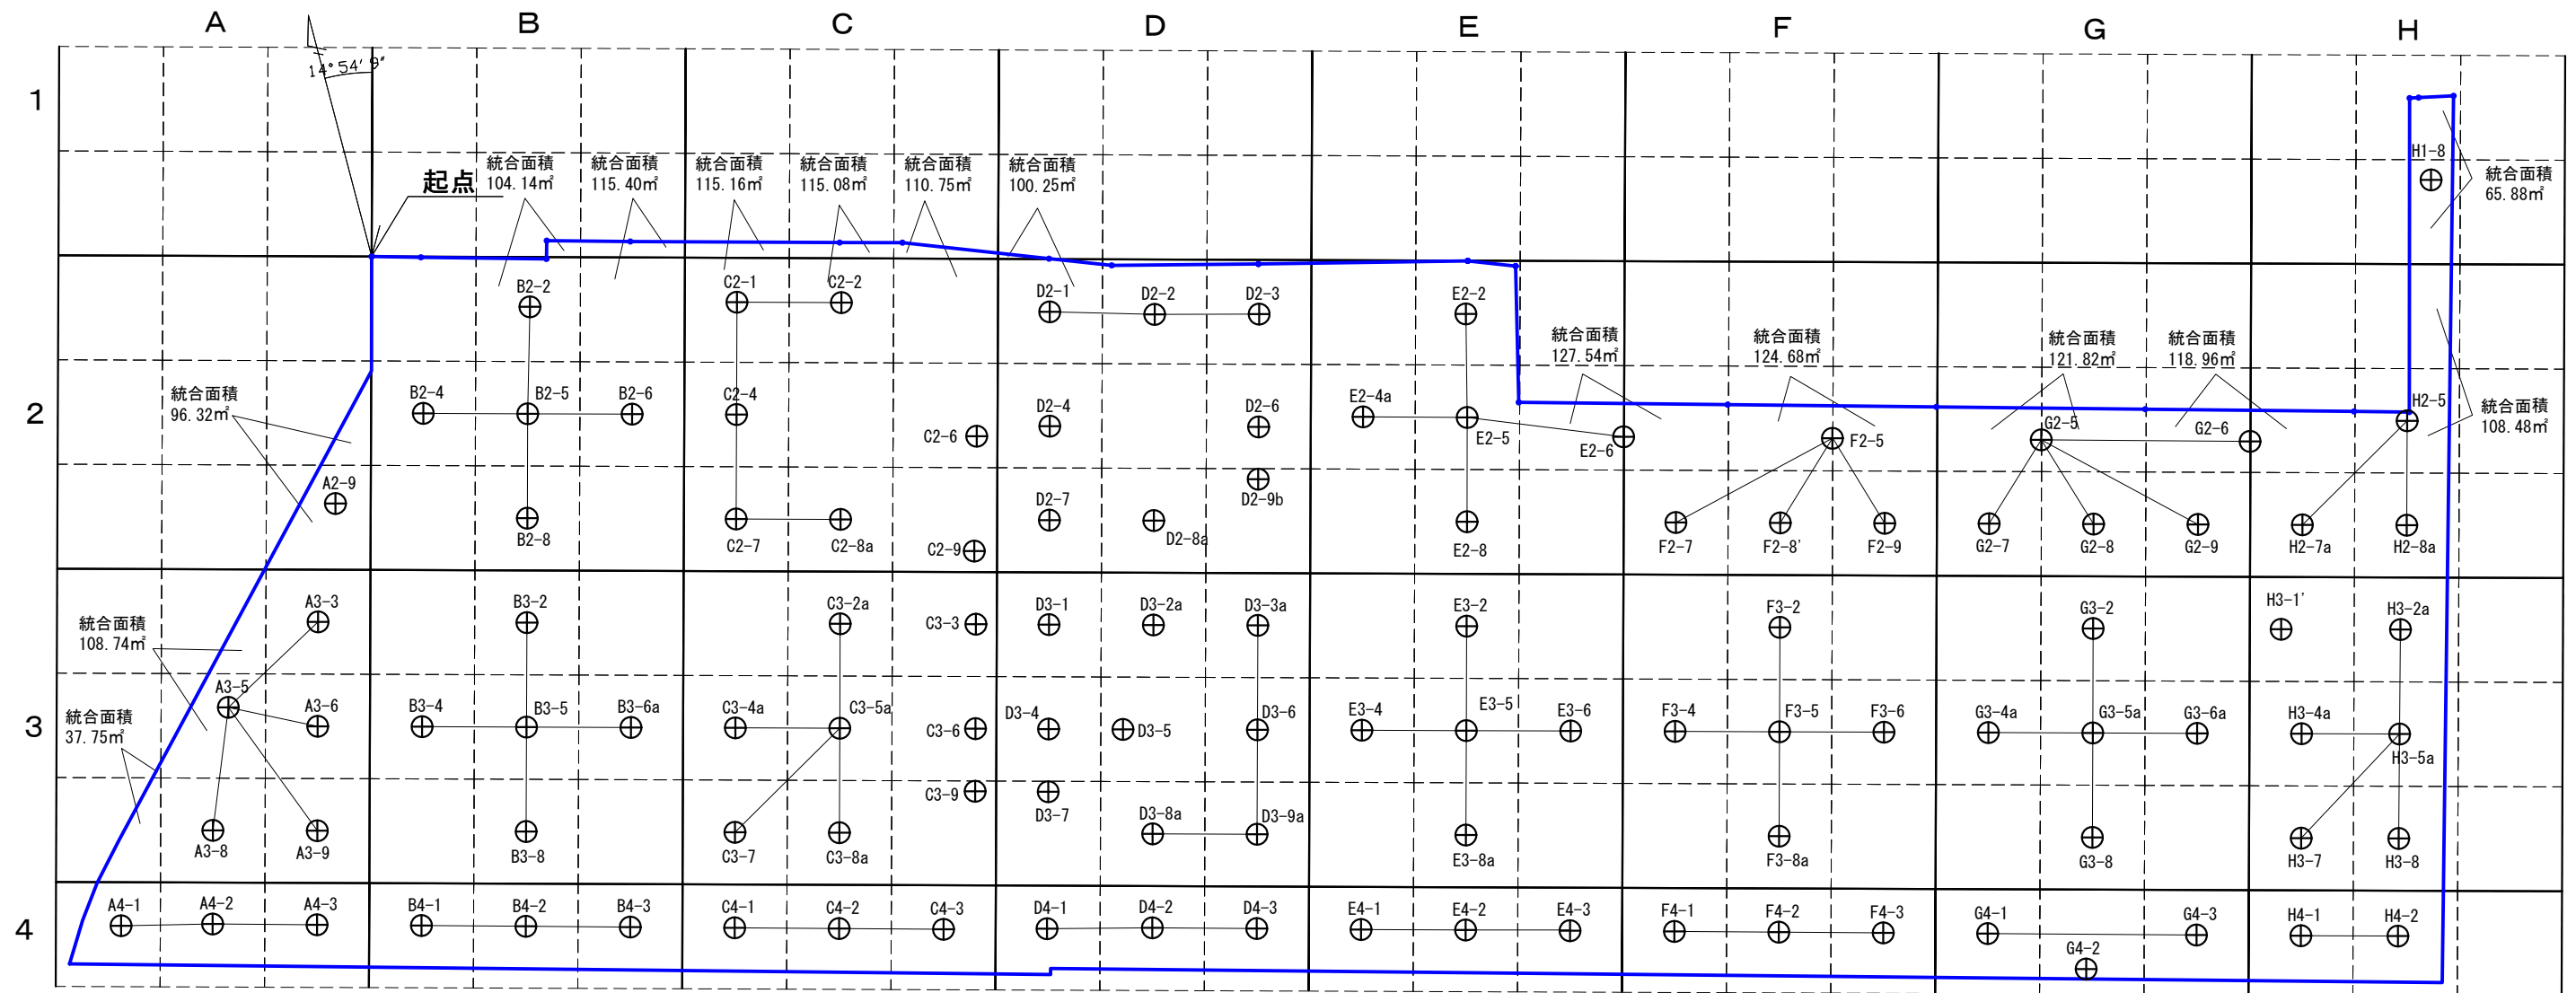 A
B
C
D
E
F
G
H
14°54′9″
1
起点
統合面積
104.14㎡
統合面積
115.40㎡
統合面積
115.16㎡
統合面積
115.08㎡
統合面積
110.75㎡
統合面積
100.25㎡
H1-8
統合面積
65.88㎡
B2-2
C2-1
C2-2
D2-1
D2-2
D2-3
E2-2
統合面積
127.54㎡
統合面積
124.68㎡
統合面積
121.82㎡
統合面積
118.96㎡
2
統合面積
96.32㎡
B2-4
B2-5
B2-6
C2-4
C2-6
D2-4
D2-6
E2-4a
E2-5
E2-6
F2-5
G2-5
G2-6
H2-5
統合面積
108.48㎡
A2-9
B2-8
C2-7
C2-8a
C2-9
D2-7
D2-8a
D2-9b
E2-8
F2-7
F2-8'
F2-9
G2-7
G2-8
G2-9
H2-7a
H2-8a
統合面積
108.74㎡
A3-3
B3-2
C3-2a
C3-3
D3-1
D3-2a
D3-3a
E3-2
F3-2
G3-2
H3-1'
H3-2a
3
統合面積
37.75㎡
A3-5
A3-6
B3-4
B3-5
B3-6a
C3-4a
C3-5a
C3-6
D3-4
D3-5
D3-6
E3-4
E3-5
E3-6
F3-4
F3-5
F3-6
G3-4a
G3-5a
G3-6a
H3-4a
H3-5a
A3-8
A3-9
B3-8
C3-7
C3-8a
C3-9
D3-7
D3-8a
D3-9a
E3-8a
F3-8a
G3-8
H3-7
H3-8
4
A4-1
A4-2
A4-3
B4-1
B4-2
B4-3
C4-1
C4-2
C4-3
D4-1
D4-2
D4-3
E4-1
E4-2
E4-3
F4-1
F4-2
F4-3
G4-1
G4-2
G4-3
H4-1
H4-2